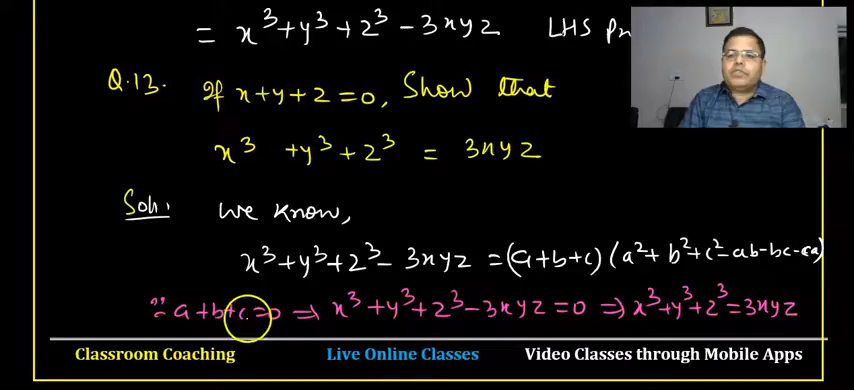 = x³+y³+z³-3xyz LHS
Q.13. If x+y+z=0, Show that
x³ +y³+z³ = 3xyz
Soln. We know,
x³+y³+z³-3xyz =(a+b+c)(a²+b²+c²-ab-bc-ca)
∵ a+b+c=0 ⇒ x³+y³+z³-3xyz=0 ⇒ x³+y³+z³=3xyz
Classroom Coaching Live Online Classes Video Classes through Mobile Apps